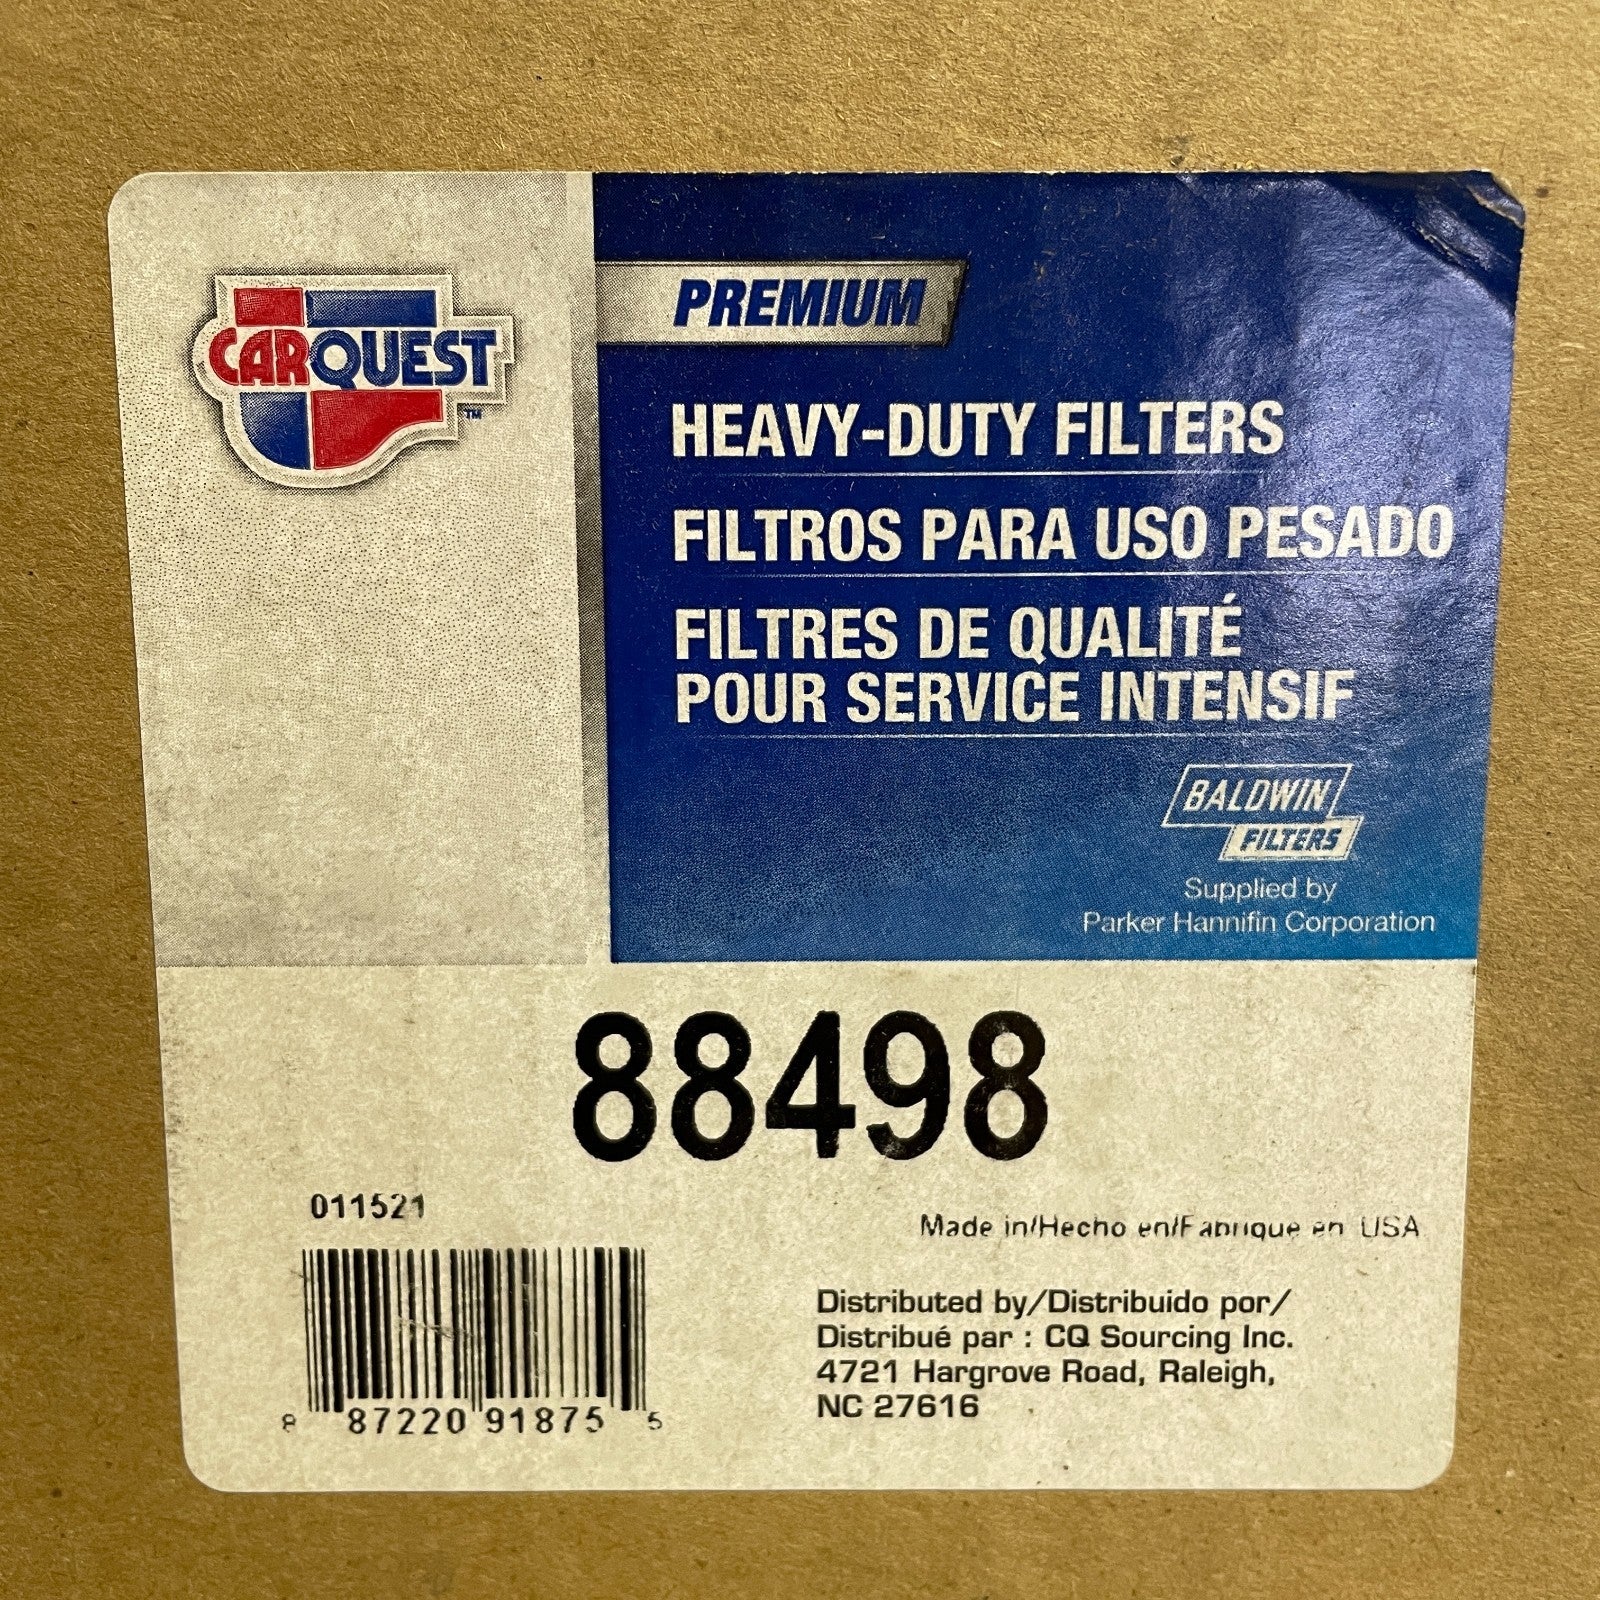 CARQUEST
TM
PREMIUM
HEAVY-DUTY FILTERS
FILTROS PARA USO PESADO
FILTRES DE QUALITÉ
POUR SERVICE INTENSIF
BALDWIN
FILTERS
Supplied by
Parker Hannifin Corporation
88498
011521
Made in/Hecho en/Fabrique en USA
8 87220 91875 5
Distributed by/Distribuido por/
Distribué par : CQ Sourcing Inc.
4721 Hargrove Road, Raleigh,
NC 27616